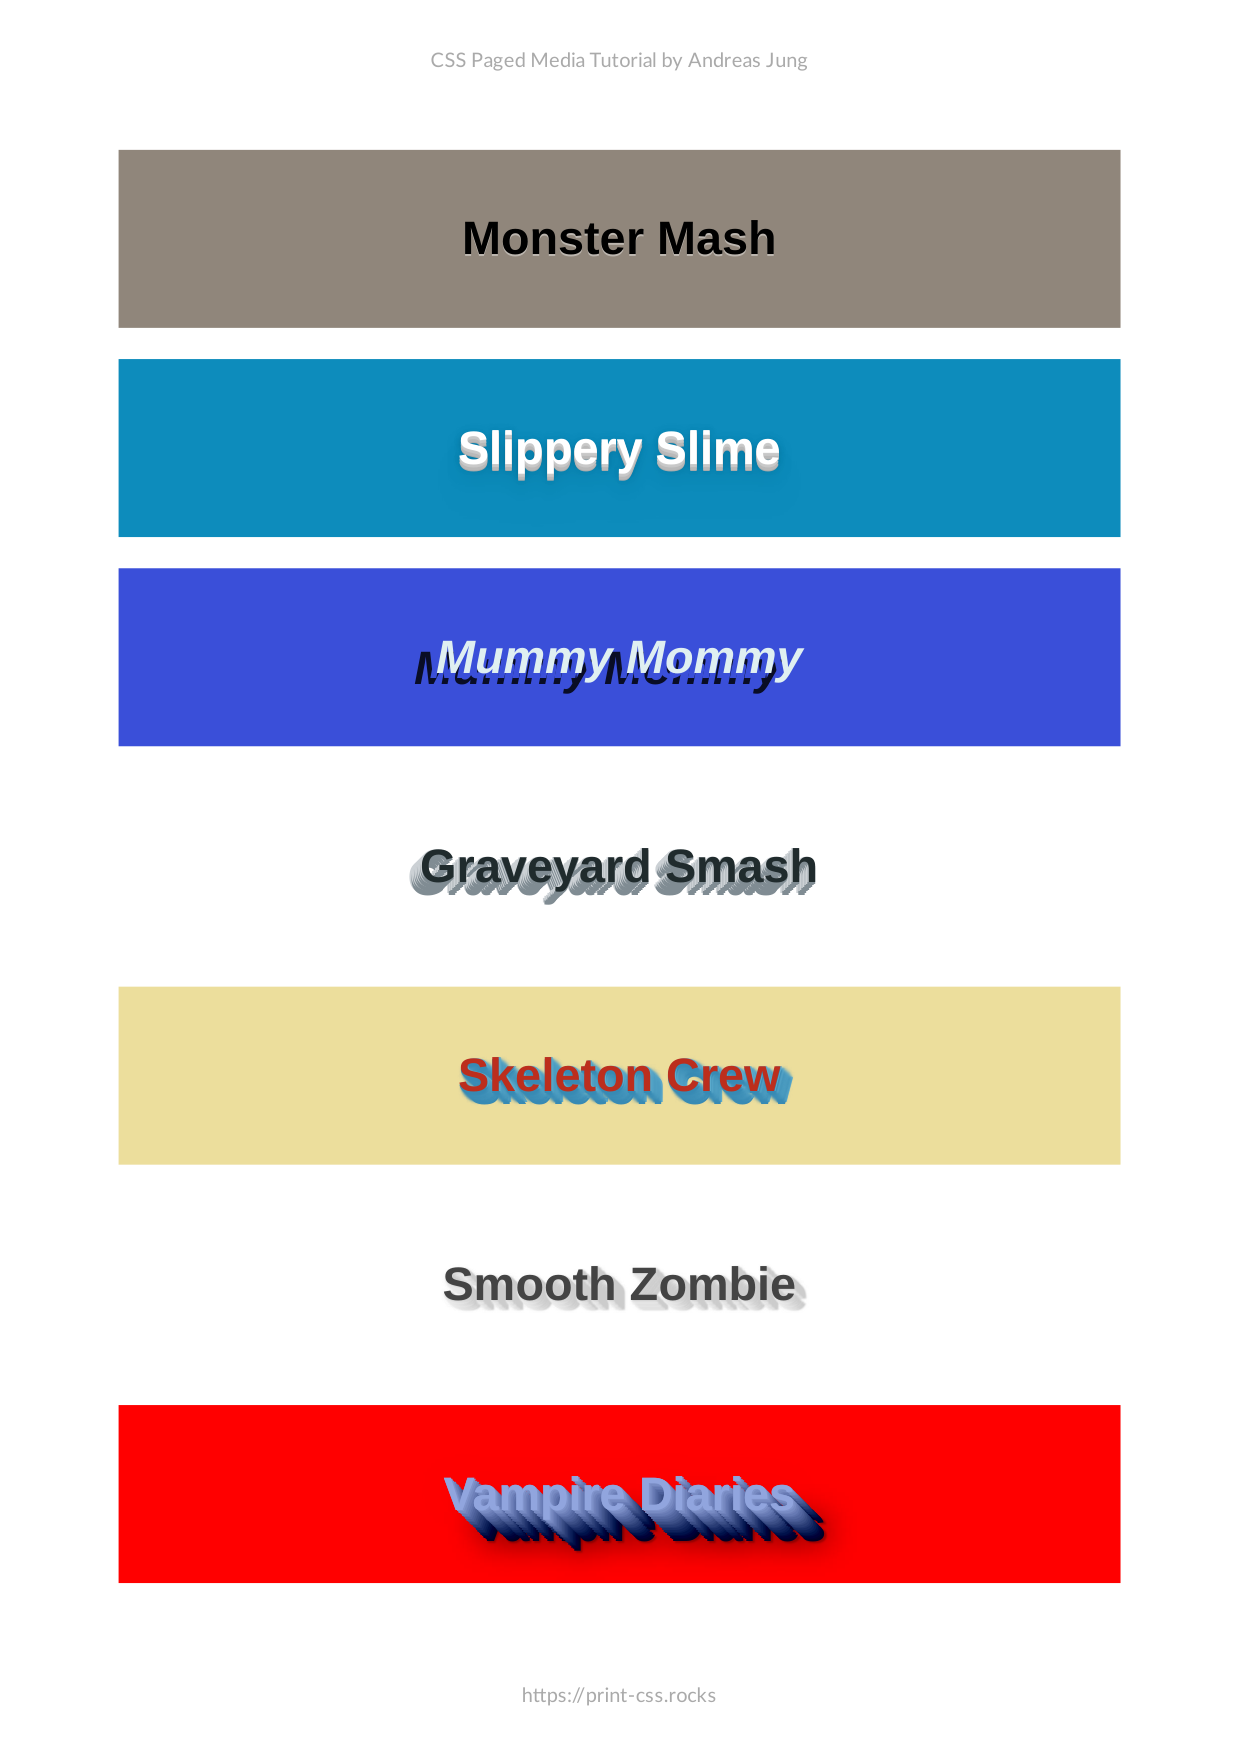 CSS Paged Media Tutorial by Andreas Jung
Monster Mash
Slippery Slime
Mummy Mommy
Graveyard Smash
Skeleton Crew
Smooth Zombie
Vampire Diaries
https://print-css.rocks